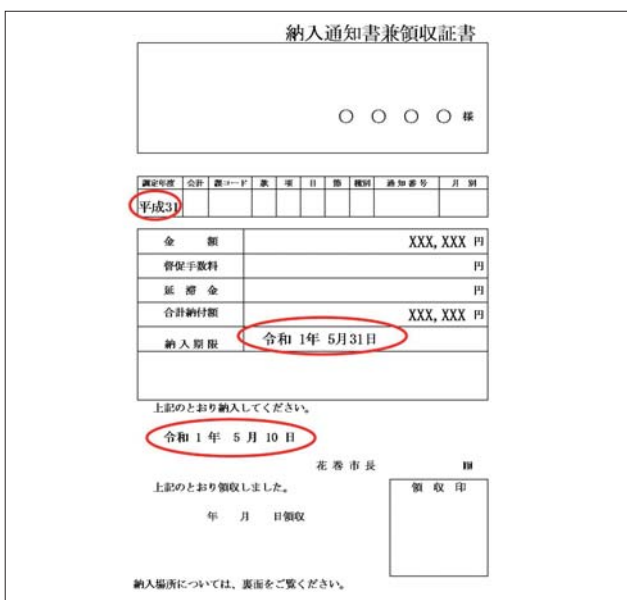 納入通知書兼領収証書
○ ○ ○ ○ 様
調定年度 会計 課コード 款 項 目 節 種別 通知番号 月別
平成31
金額 XXX,XXX 円
督促手数料 円
延滞金 円
合計納付額 XXX,XXX 円
納入期限 令和 1年 5月31日
上記のとおり納入してください。
令和 1 年 5 月 10 日
花巻市長 印
上記のとおり領収しました。
領収印
年 月 日領収
納入場所については、裏面をご覧ください。